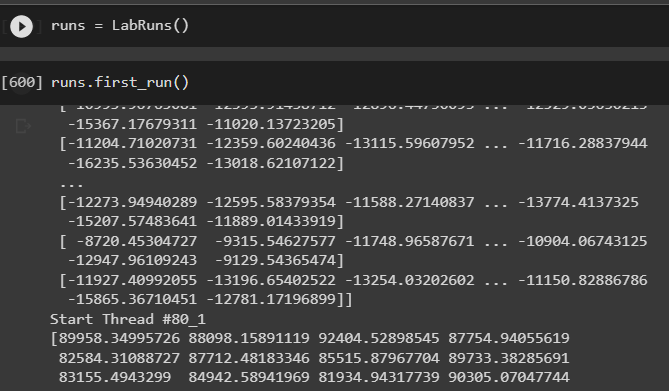 runs = LabRuns()
[600] runs.first_run()
-15367.17679311 -11020.13723205]
[-11204.71020731 -12359.60240436 -13115.59607952 ... -11716.28837944
-16235.53630452 -13018.62107122]
...
[-12273.94940289 -12595.58379354 -11588.27140837 ... -13774.4137325
-15207.57483641 -11889.01433919]
[ -8720.45304727  -9315.54627577 -11748.96587671 ... -10904.06743125
-12947.96109243  -9129.54365474]
[-11927.40992055 -13196.65402522 -13254.03202602 ... -11150.82886786
-15865.36710451 -12781.17196899]]
Start Thread #80_1
[89958.34995726 88098.15891119 92404.52898545 87754.94055619
82584.31088727 87712.48183346 85515.87967704 89733.38285691
83155.4943299  84942.58941969 81934.94317739 90305.07047744